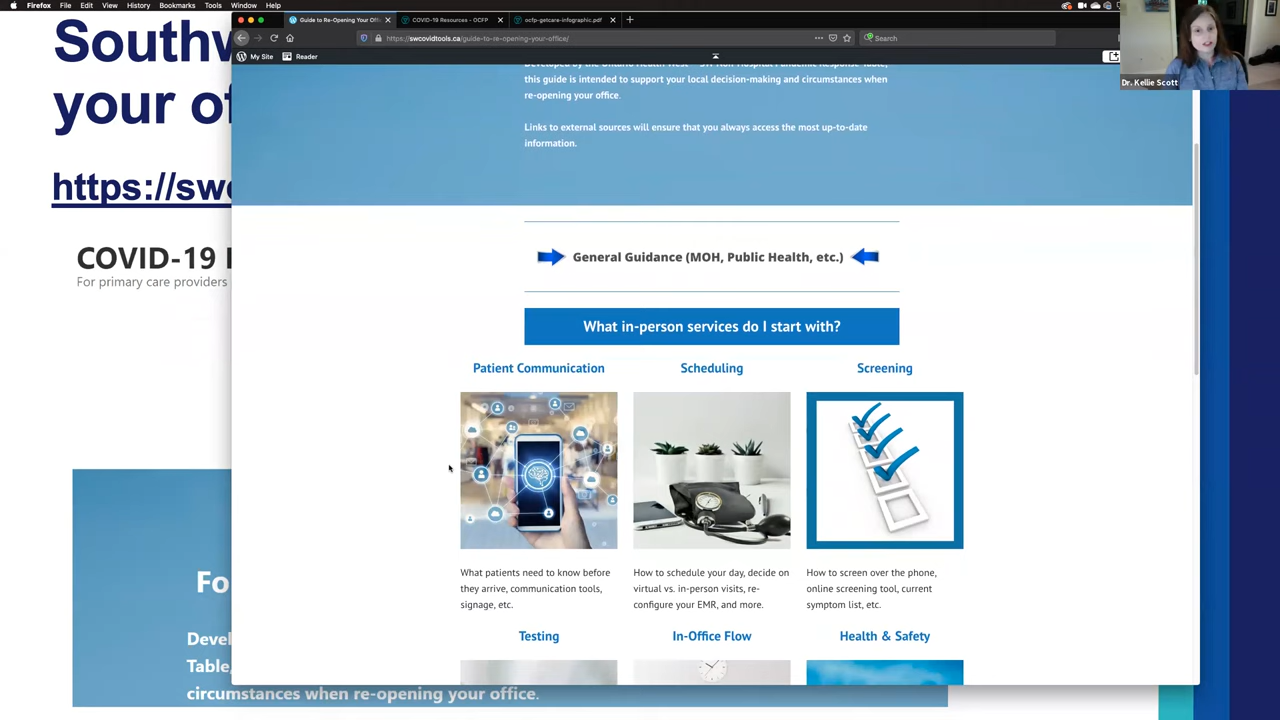 Firefox File Edit View History Bookmarks Tools Window Help
Guide to Re-Opening Your Offic
COVID-19 Resources - OCFP
ocfp-getcare-infographic.pdf
https://swcovidtools.ca/guide-to-re-opening-your-office/
Search
My Site
Reader
Dr. Kellie Scott
Southw
your of
https://sw
COVID-19
For primary care providers
this guide is intended to support your local decision-making and circumstances when
re-opening your office.
Links to external sources will ensure that you always access the most up-to-date
information.
General Guidance (MOH, Public Health, etc.)
What in-person services do I start with?
Patient Communication
Scheduling
Screening
What patients need to know before
they arrive, communication tools,
signage, etc.
How to schedule your day, decide on
virtual vs. in-person visits, re-
configure your EMR, and more.
How to screen over the phone,
online screening tool, current
symptom list, etc.
Testing
In-Office Flow
Health & Safety
Fo
Devel
Table,
circumstances when re-opening your office.